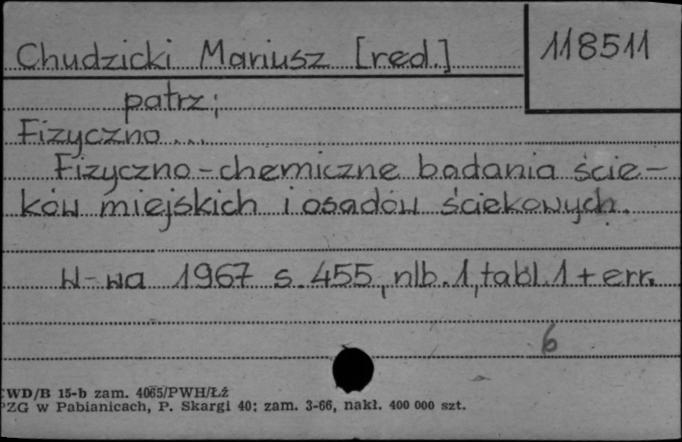 Chudzicki Mariusz [red.]
118511
patrz:
Fizyczno...
Fizyczno-chemiczne badania ście-
ków miejskich i osadów ściekowych.
W-wa 1967 s. 455, nlb. 1, tabl. 1 + err.
6
WD/B 15-b zam. 4065/PWH/Łż
PZG w Pabianicach, P. Skargi 40; zam. 3-66, nakł. 400 000 szt.